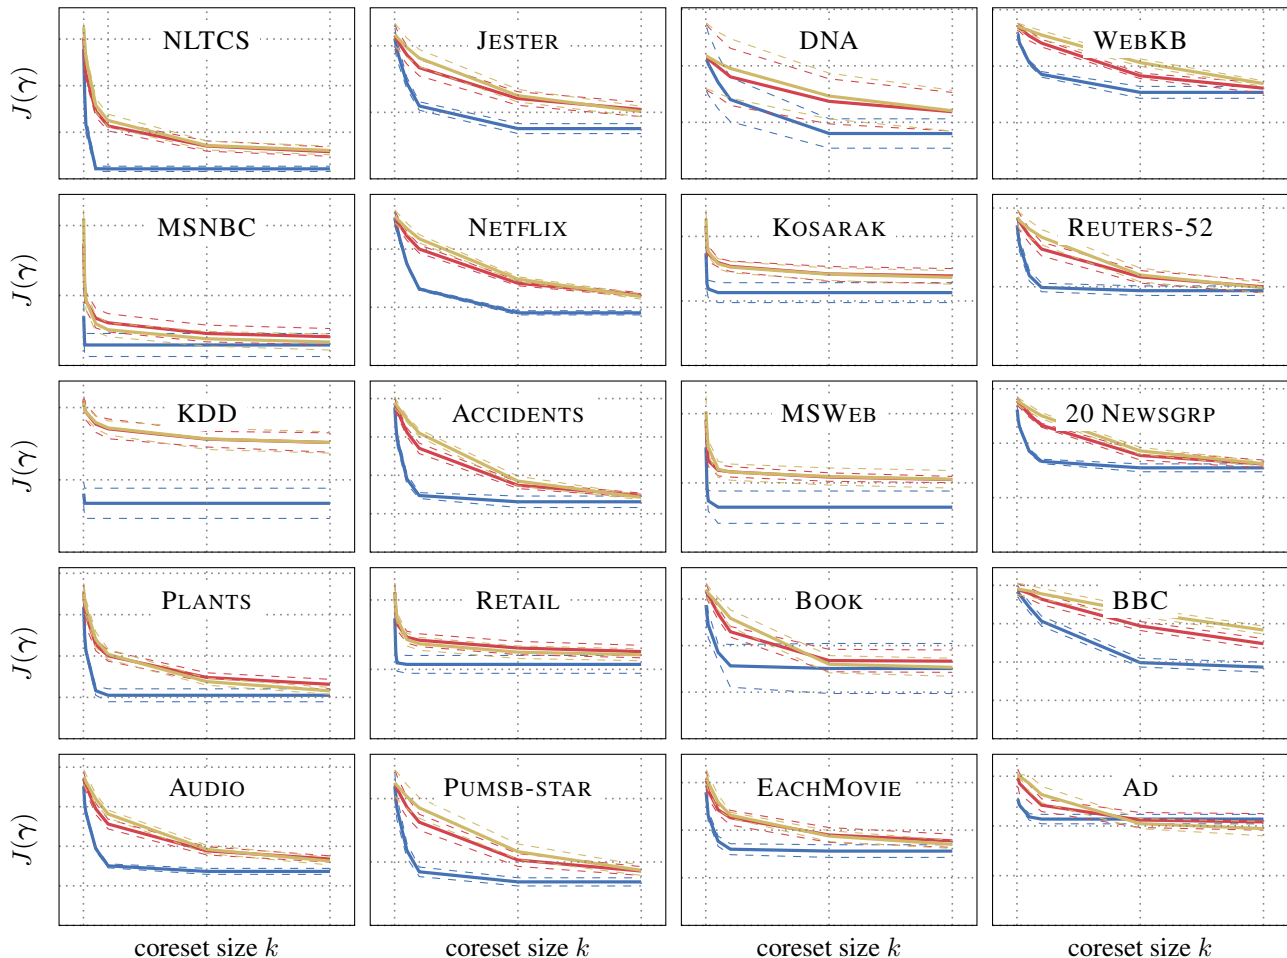 NLTCS JESTER DNA WEBKB
J(γ)
MSNBC NETFLIX KOSARAK REUTERS-52
J(γ)
KDD ACCIDENTS MSWEB 20 NEWSGRP
J(γ)
PLANTS RETAIL BOOK BBC
J(γ)
AUDIO PUMSB-STAR EACHMOVIE AD
J(γ)
coreset size k coreset size k coreset size k coreset size k